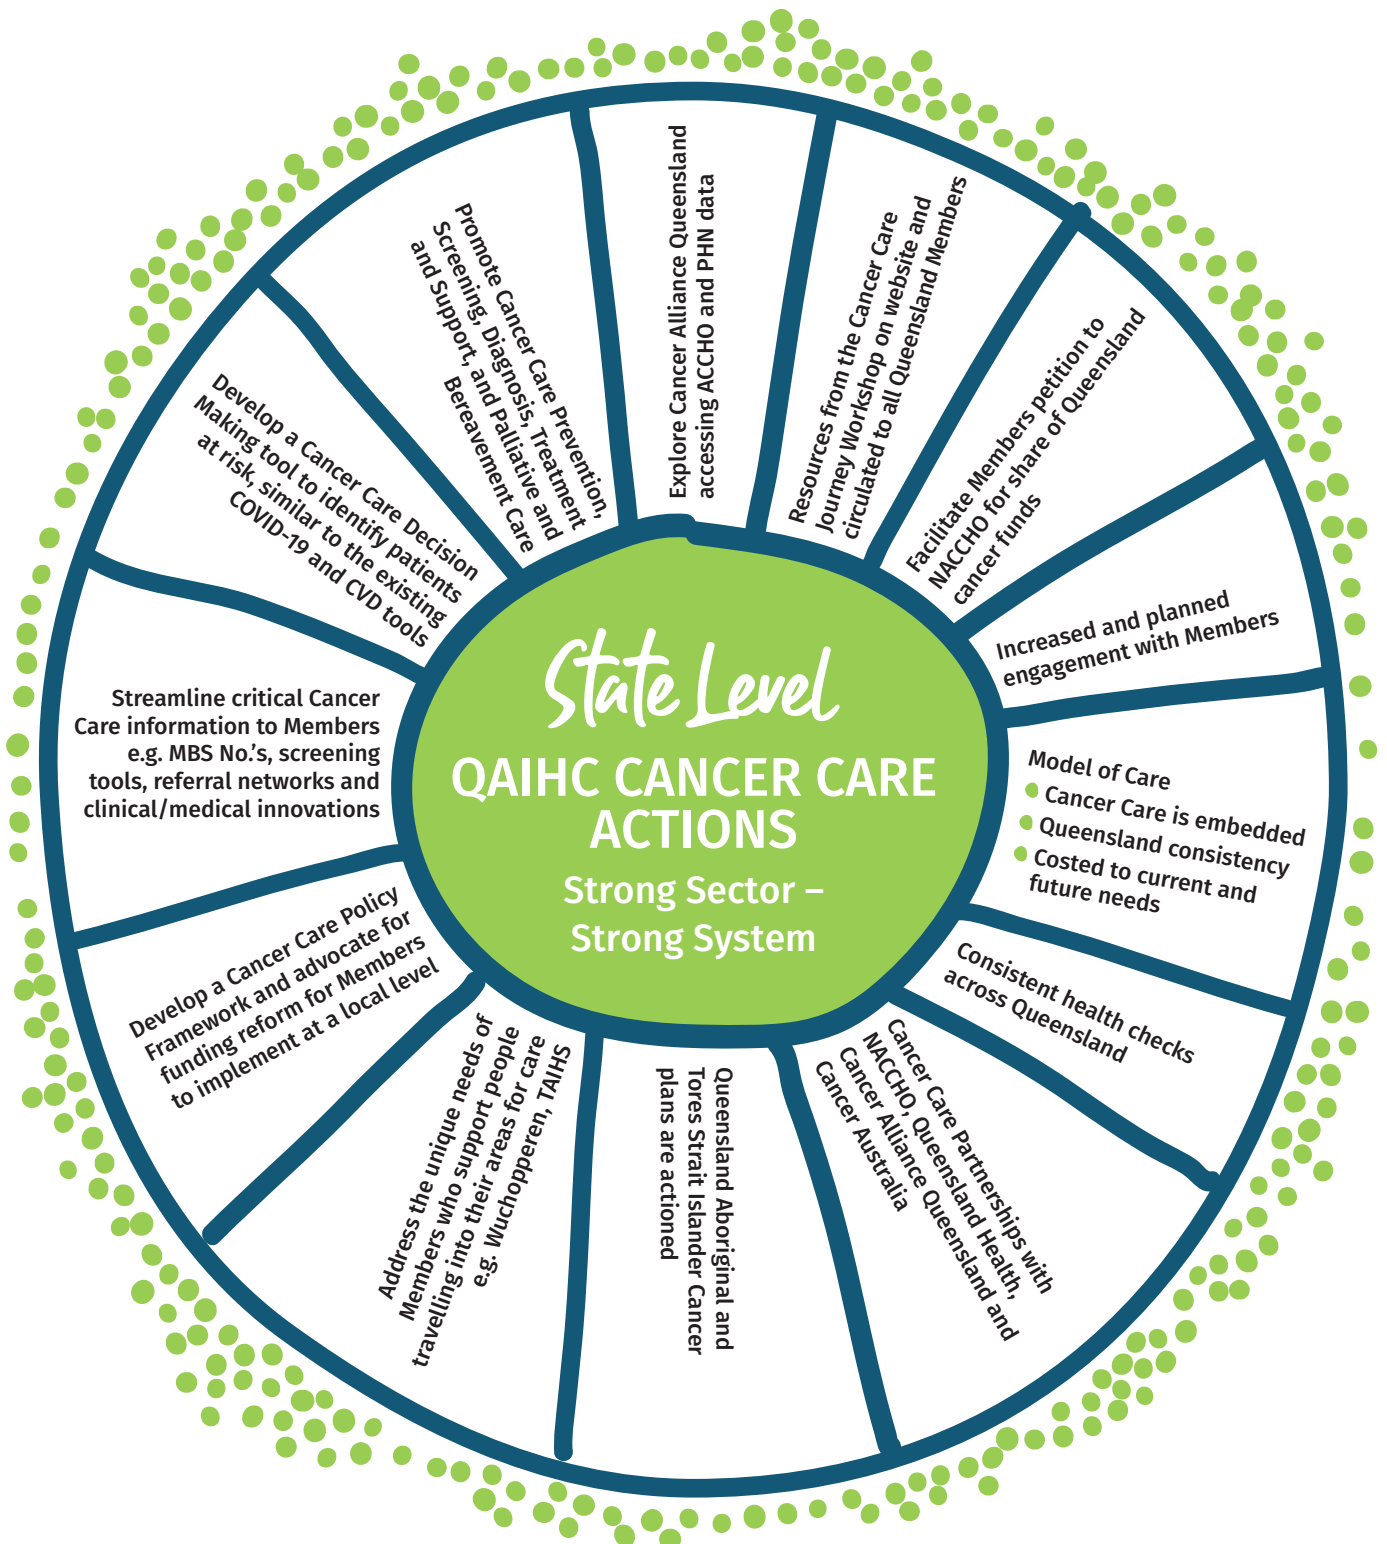 State Level
QAIHC CANCER CARE
ACTIONS
Strong Sector –
Strong System
Explore Cancer Alliance Queensland
accessing ACCHO and PHN data
Resources from the Cancer Care
Journey Workshop on website and
circulated to all Queensland Members
Facilitate Members petition to
NACCHO for share of Queensland
cancer funds
Increased and planned
engagement with Members
Model of Care
Cancer Care is embedded
Queensland consistency
Costed to current and
future needs
Consistent health checks
across Queensland
Cancer Care Partnerships with
NACCHO, Queensland Health,
Cancer Alliance Queensland and
Cancer Australia
Queensland Aboriginal and
Tores Strait Islander Cancer
plans are actioned
Address the unique needs of
Members who support people
travelling into their areas for care
e.g. Wuchopperen, TAIHS
Develop a Cancer Care Policy
Framework and advocate for
funding reform for Members
to implement at a local level
Streamline critical Cancer
Care information to Members
e.g. MBS No.’s, screening
tools, referral networks and
clinical/medical innovations
Develop a Cancer Care Decision
Making tool to identify patients
at risk, similar to the existing
COVID-19 and CVD tools
Promote Cancer Care Prevention,
Screening, Diagnosis, Treatment
and Support, and Palliative and
Bereavement Care